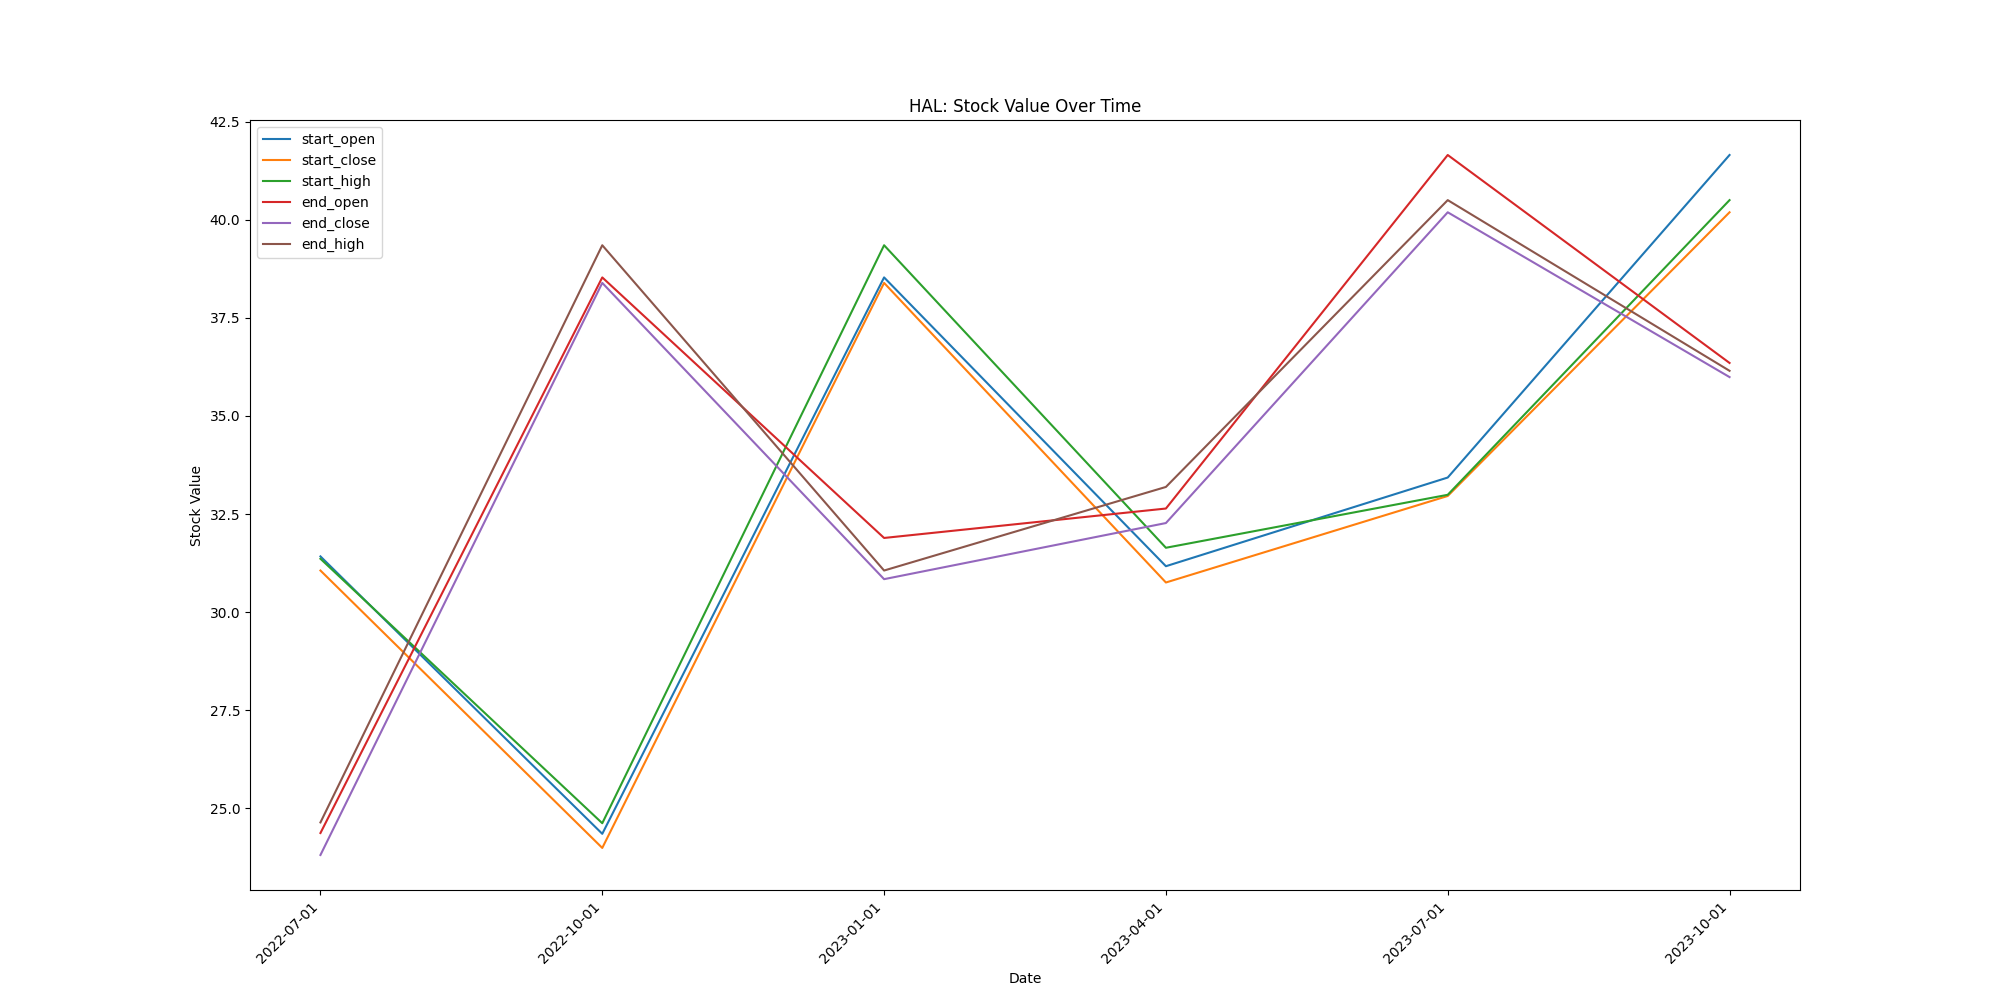 HAL: Stock Value Over Time
42.5
40.0
37.5
35.0
32.5
30.0
27.5
25.0
Stock Value
start_open
start_close
start_high
end_open
end_close
end_high
2022-07-01
2022-10-01
2023-01-01
2023-04-01
2023-07-01
2023-10-01
Date